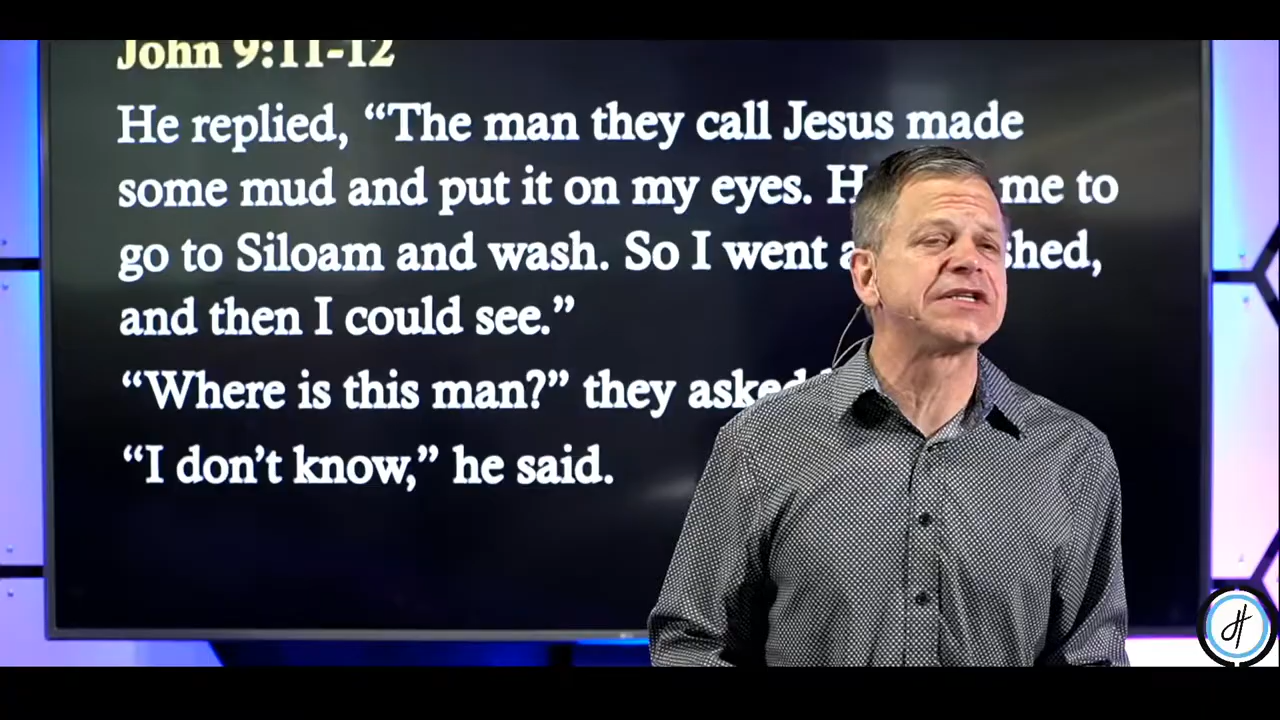 John 9:11-12
He replied, “The man they call Jesus made
some mud and put it on my eyes. H me to
go to Siloam and wash. So I went a shed,
and then I could see.”
“Where is this man?” they asked
“I don’t know,” he said.